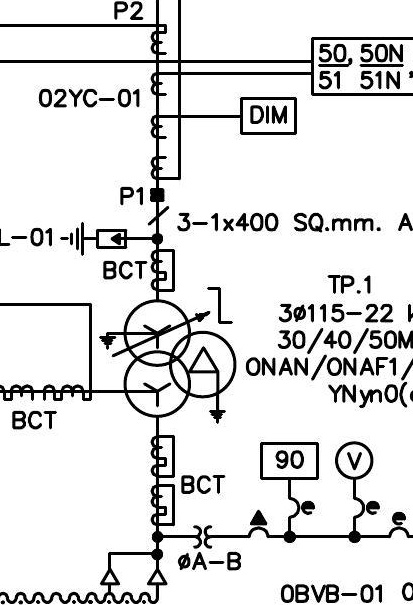 P2
50, 50N
51 51N
02YC-01
DIM
P1
3-1x400 SQ.mm. A
L-01
BCT
TP.1
3ø115-22
30/40/50M
ONAN/ONAF1/
YNyn0(
BCT
90
V
BCT
e
e
e
øA-B
0BVB-01 0